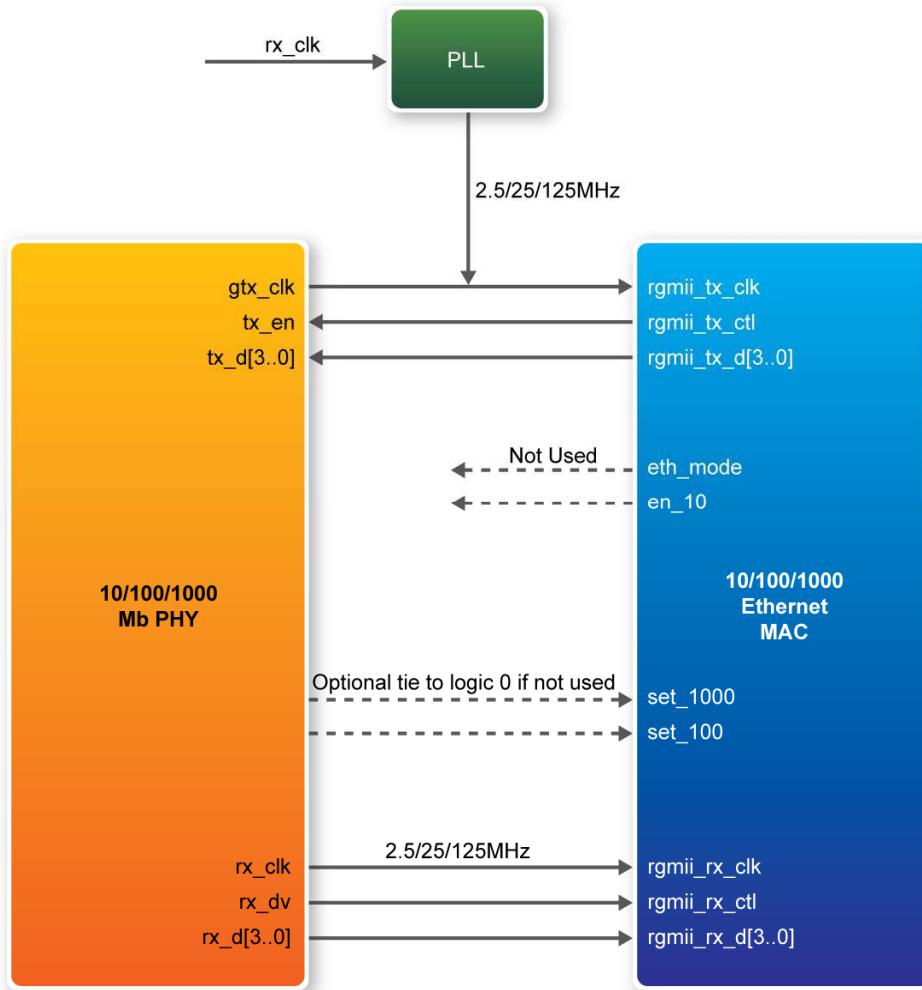 rx_clk
PLL
2.5/25/125MHz
gtx_clk
rgmii_tx_clk
tx_en
rgmii_tx_ctl
tx_d[3..0]
rgmii_tx_d[3..0]
Not Used
eth_mode
en_10
10/100/1000
Mb PHY
10/100/1000
Ethernet
MAC
Optional tie to logic 0 if not used
set_1000
set_100
rx_clk
2.5/25/125MHz
rgmii_rx_clk
rx_dv
rgmii_rx_ctl
rx_d[3..0]
rgmii_rx_d[3..0]